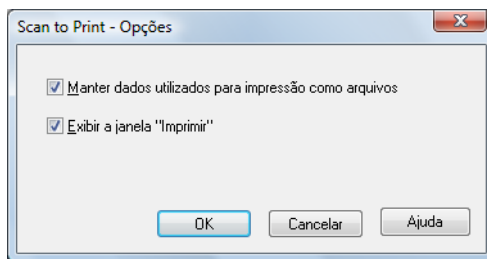 Scan to Print - Opções
Manter dados utilizados para impressão como arquivos
Exibir a janela "Imprimir"
OK Cancelar Ajuda